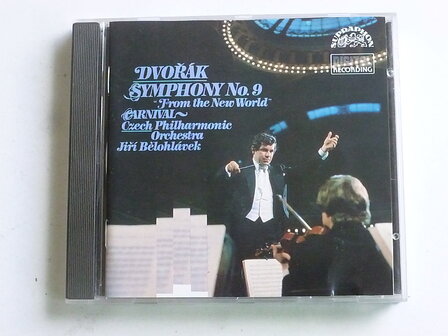 DVOŘÁK
SYMPHONY No. 9
"From the New World"
CARNIVAL
Czech Philharmonic
Orchestra
Jiří Bělohlávek
SUPRAPHON
DIGITAL
RECORDING